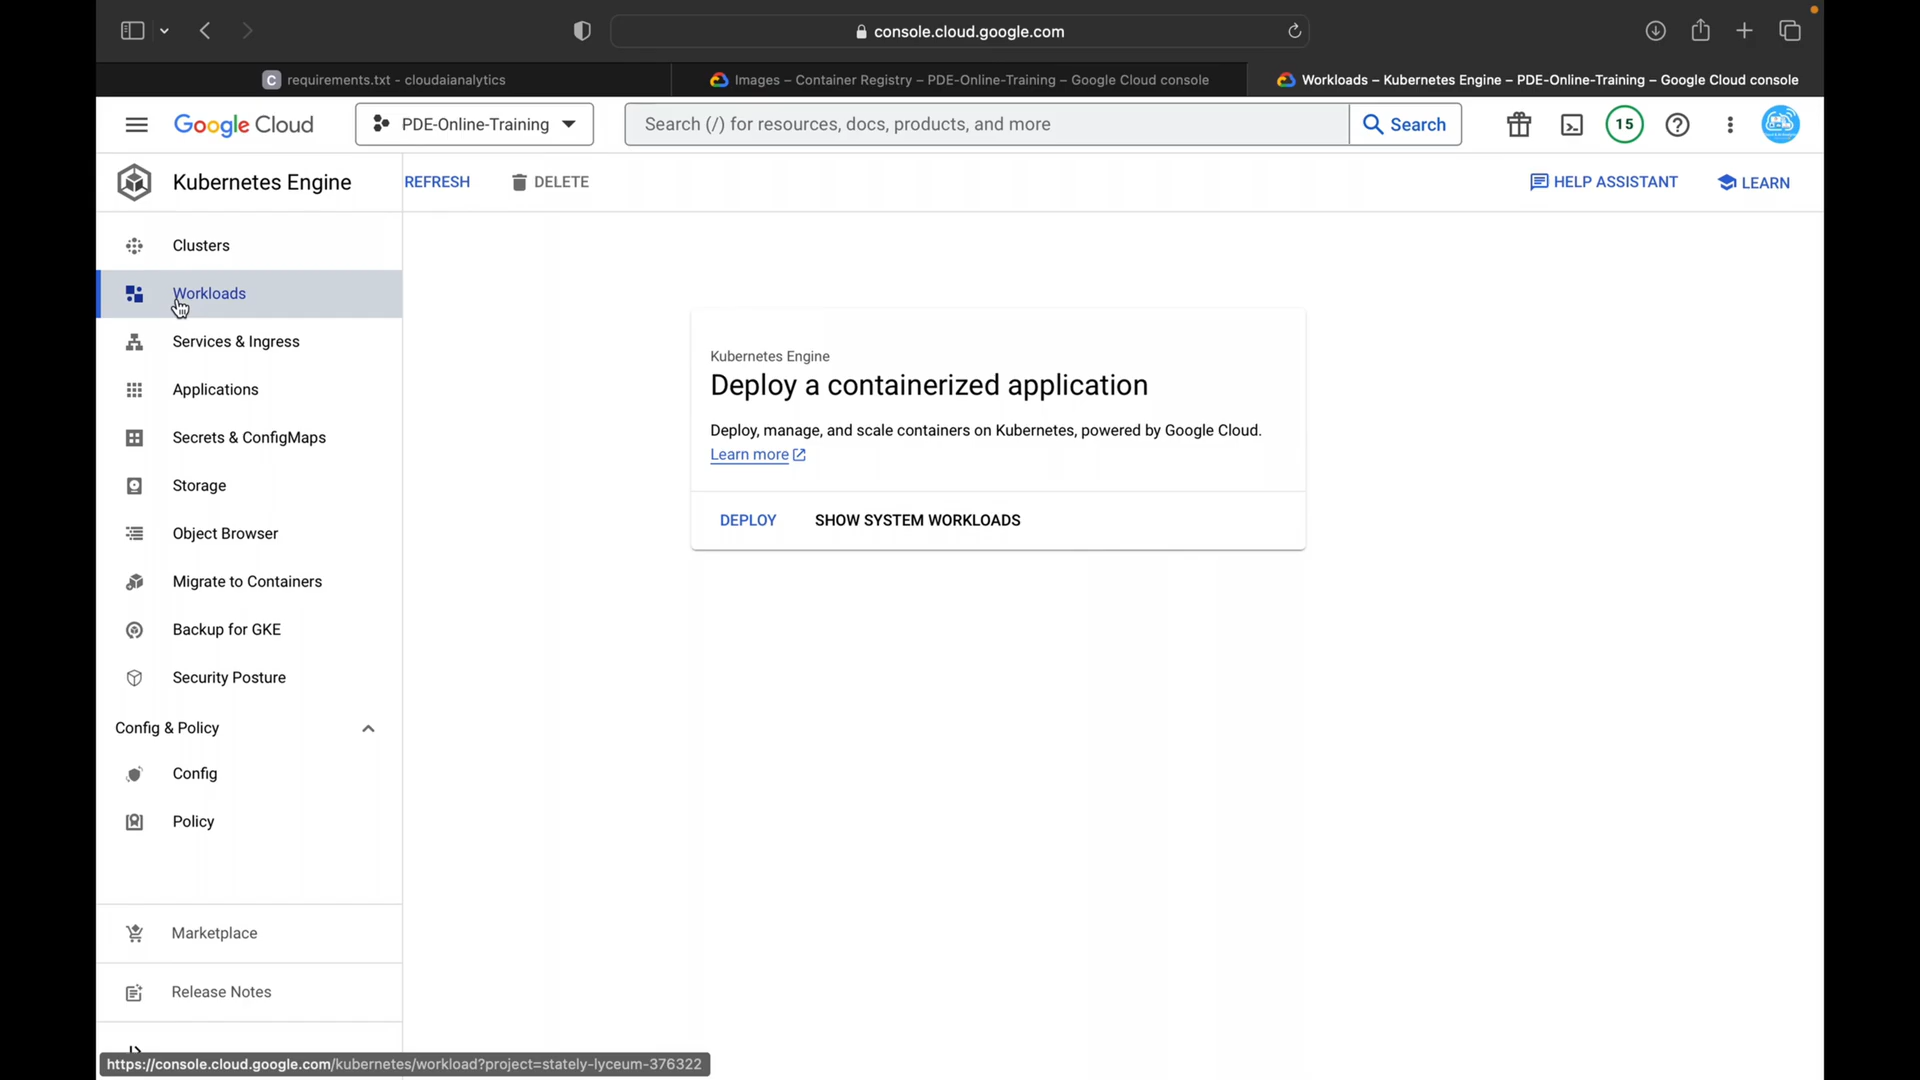 console.cloud.google.com
C requirements.txt - cloudaianalytics
Images – Container Registry – PDE-Online-Training – Google Cloud console
Workloads – Kubernetes Engine – PDE-Online-Training – Google Cloud console
Google Cloud
PDE-Online-Training
Search (/) for resources, docs, products, and more
Search
15
Kubernetes Engine
REFRESH
DELETE
HELP ASSISTANT
LEARN
Clusters
Workloads
Services & Ingress
Applications
Secrets & ConfigMaps
Storage
Object Browser
Migrate to Containers
Backup for GKE
Security Posture
Config & Policy
Config
Policy
Marketplace
Release Notes
Kubernetes Engine
Deploy a containerized application
Deploy, manage, and scale containers on Kubernetes, powered by Google Cloud.
Learn more
DEPLOY
SHOW SYSTEM WORKLOADS
https://console.cloud.google.com/kubernetes/workload?project=stately-lyceum-376322